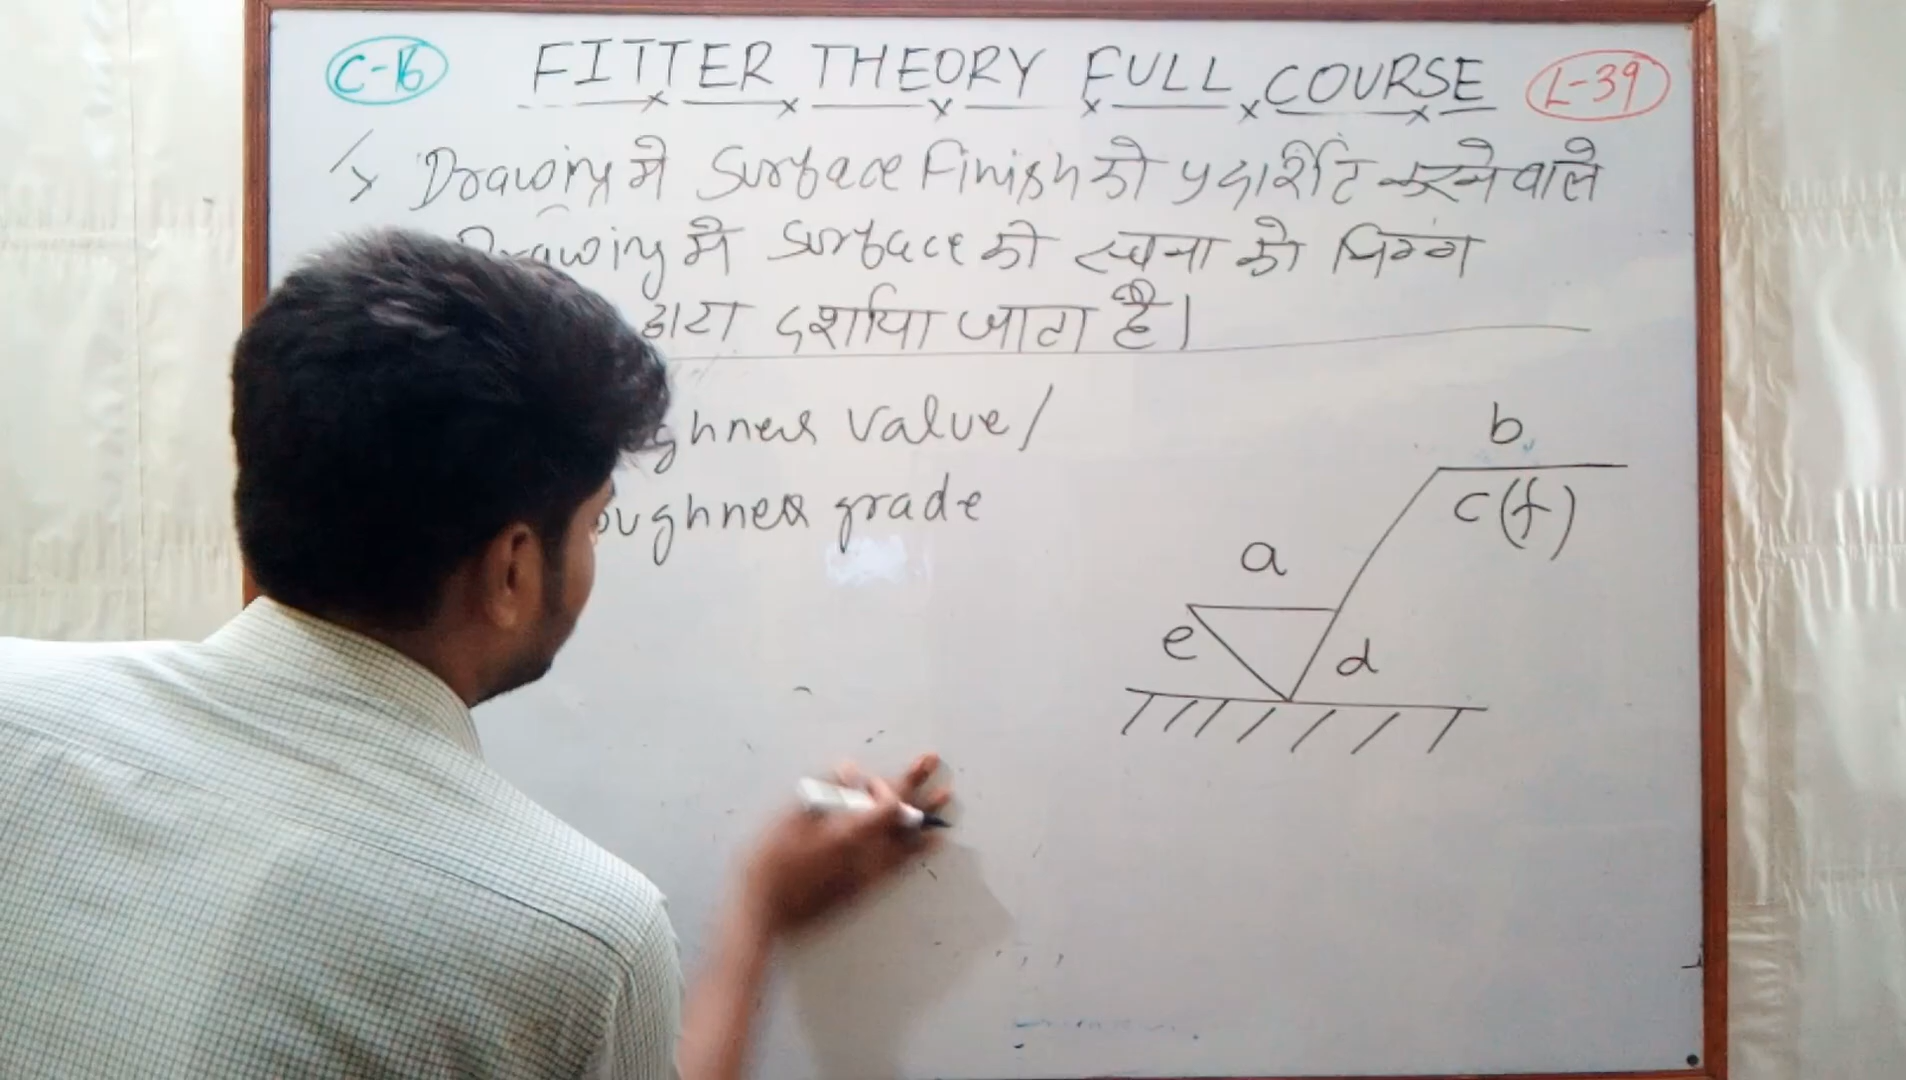 C-16 FITTER THEORY FULL COURSE L-39
Drawing मे Surface Finish को प्रदर्शित करने वाले
Drawing मे Surface की रचना को
द्वारा दर्शाया जाता है।
ghness value/
oughness grade
b
c(f)
a
e
d